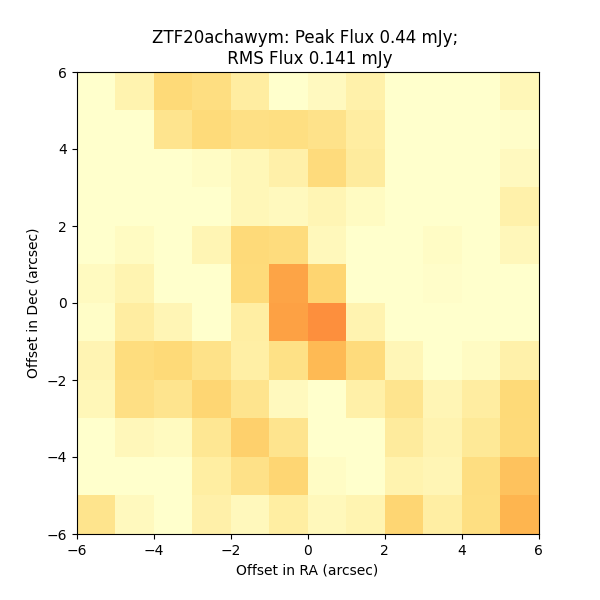 ZTF20achawym: Peak Flux 0.44 mJy;
RMS Flux 0.141 mJy
6
4
2
0
−2
−4
−6
Offset in Dec (arcsec)
−6 −4 −2 0 2 4 6
Offset in RA (arcsec)